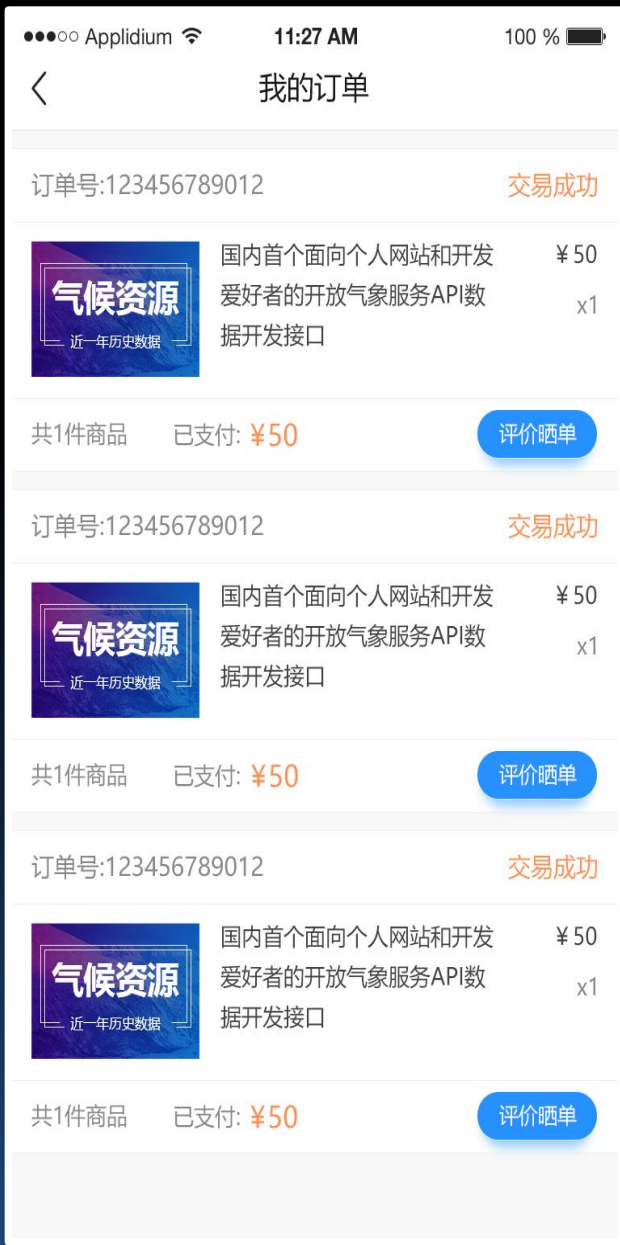 ●●●○○ Applidium 11:27 AM 100 %
我的订单
订单号:123456789012 交易成功
气候资源
近一年历史数据
国内首个面向个人网站和开发 ¥50
爱好者的开放气象服务API数 x1
据开发接口
共1件商品 已支付: ¥50 评价晒单
订单号:123456789012 交易成功
气候资源
近一年历史数据
国内首个面向个人网站和开发 ¥50
爱好者的开放气象服务API数 x1
据开发接口
共1件商品 已支付: ¥50 评价晒单
订单号:123456789012 交易成功
气候资源
近一年历史数据
国内首个面向个人网站和开发 ¥50
爱好者的开放气象服务API数 x1
据开发接口
共1件商品 已支付: ¥50 评价晒单